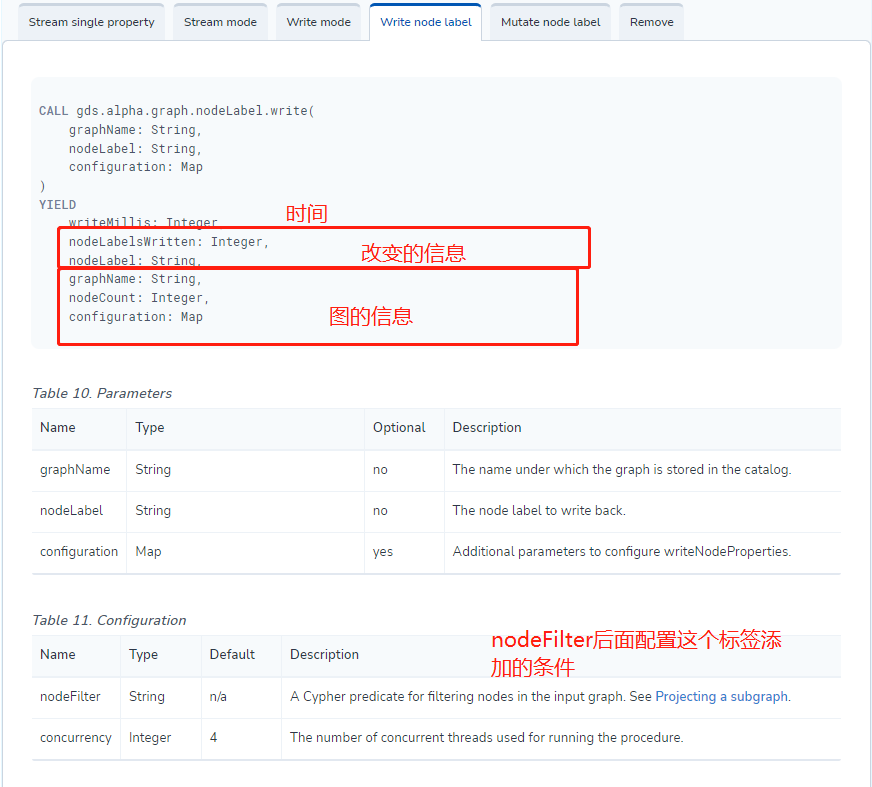 Stream single property Stream mode Write mode Write node label Mutate node label Remove
CALL gds.alpha.graph.nodeLabel.write(
graphName: String,
nodeLabel: String,
configuration: Map
)
YIELD
时间
writeMillis: Integer
nodeLabelsWritten: Integer,
改变的信息
nodeLabel: String,
graphName: String,
nodeCount: Integer,
图的信息
configuration: Map
Table 10. Parameters
Name Type Optional Description
graphName String no The name under which the graph is stored in the catalog.
nodeLabel String no The node label to write back.
configuration Map yes Additional parameters to configure writeNodeProperties.
Table 11. Configuration
nodeFilter后面配置这个标签添
加的条件
Name Type Default Description
nodeFilter String n/a A Cypher predicate for filtering nodes in the input graph. See Projecting a subgraph.
concurrency Integer 4 The number of concurrent threads used for running the procedure.